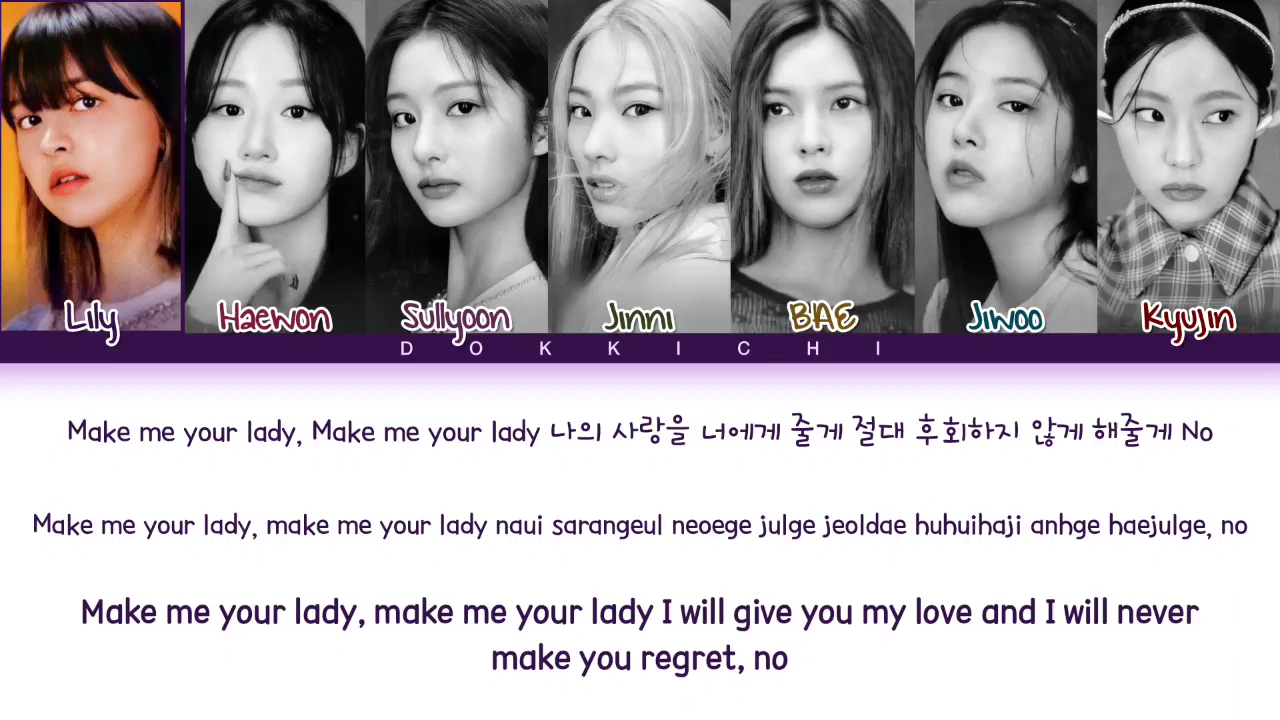 Lily Haewon Sullyoon Jinni BAE Jiwoo Kyujin
DOKKICHI
Make me your lady, Make me your lady 나의 사랑을 너에게 줄게 절대 후회하지 않게 해줄게 No
Make me your lady, make me your lady naui sarangeul neoege julge jeoldae huhuihaji anhge haejulge, no
Make me your lady, make me your lady I will give you my love and I will never
make you regret, no